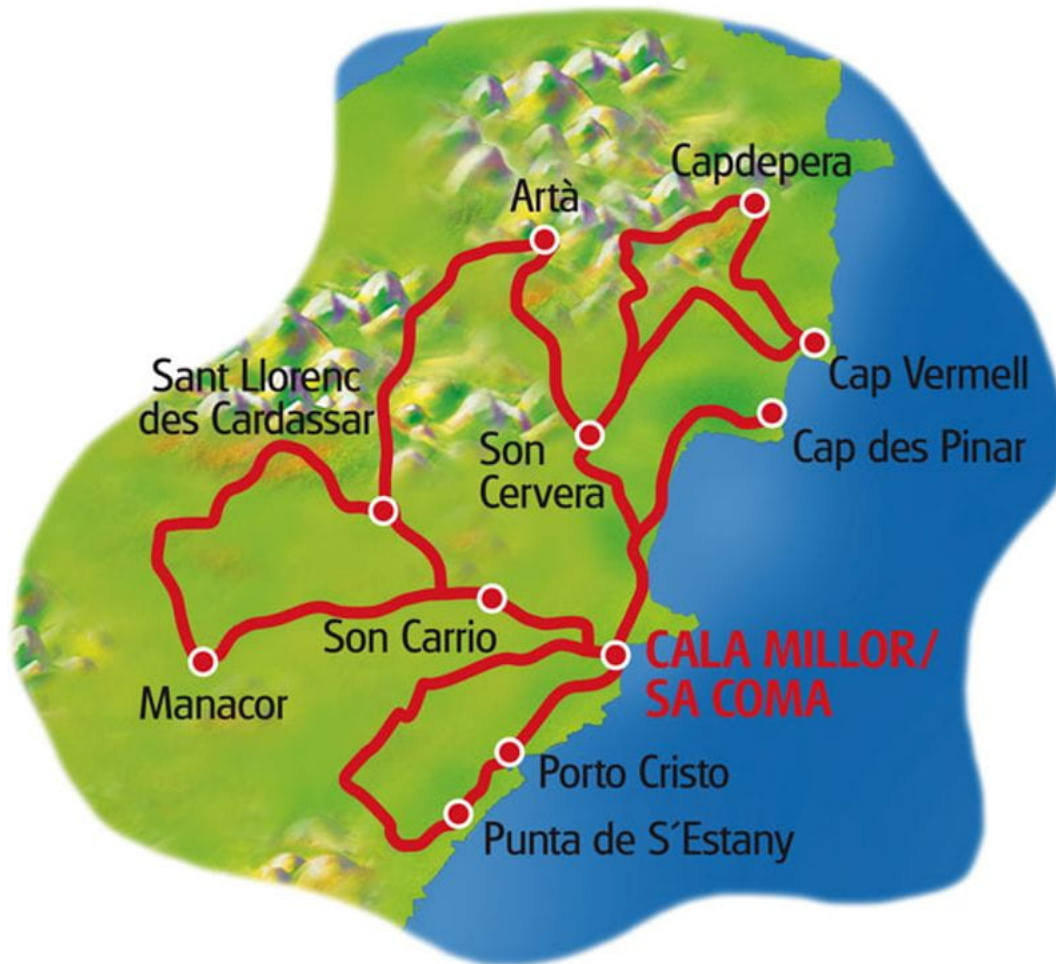 Capdepera
Artà
Cap Vermell
Sant Llorenc
des Cardassar
Cap des Pinar
Son
Cervera
Son Carrio
CALA MILLOR/
SA COMA
Manacor
Porto Cristo
Punta de S´Estany